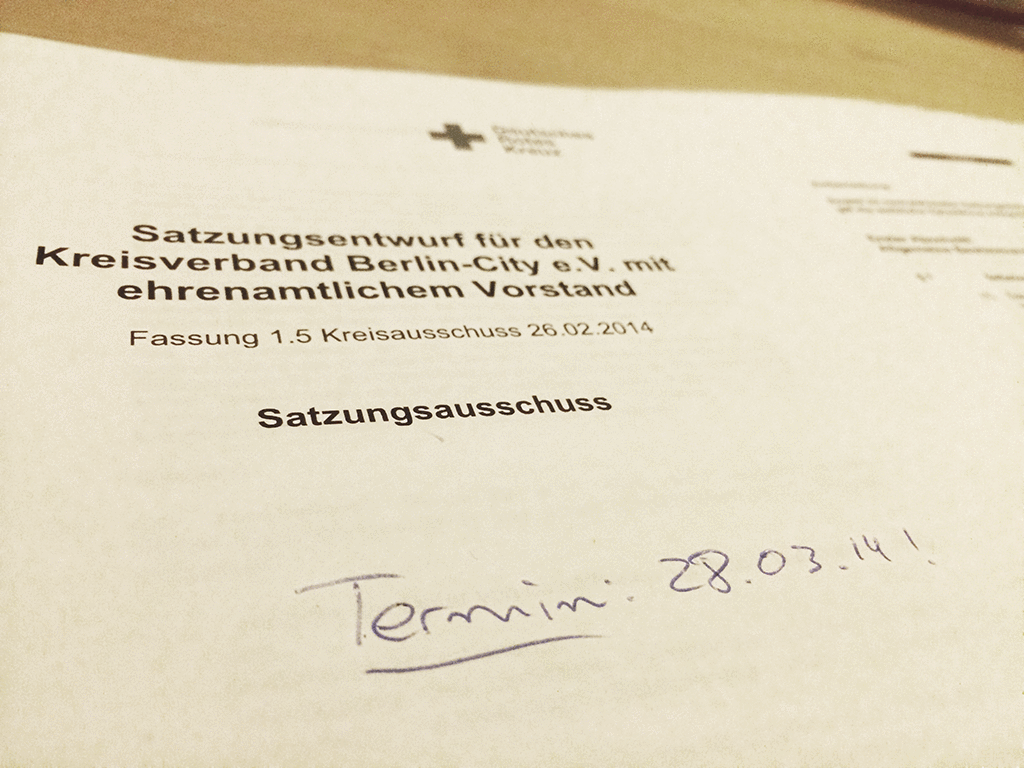 Deutsches
Rotes
Kreuz
Satzungsentwurf für den
Kreisverband Berlin-City e.V. mit
ehrenamtlichem Vorstand
Fassung 1.5 Kreisausschuss 26.02.2014
Satzungsausschuss
Termin: 28.03.14!